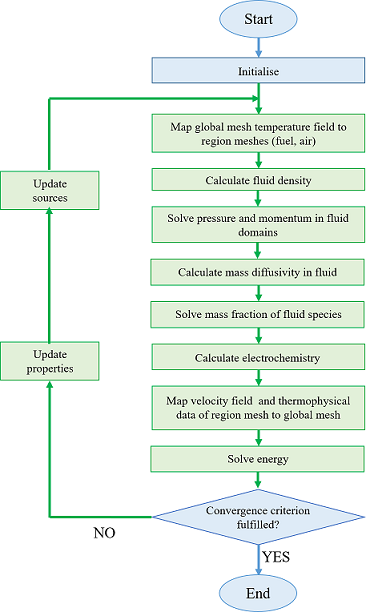 Start
Initialise
Map global mesh temperature field to
region meshes (fuel, air)
Calculate fluid density
Solve pressure and momentum in fluid
domains
Calculate mass diffusivity in fluid
Solve mass fraction of fluid species
Calculate electrochemistry
Map velocity field and thermophysical
data of region mesh to global mesh
Solve energy
Convergence criterion
fulfilled?
NO
Update
properties
Update
sources
YES
End